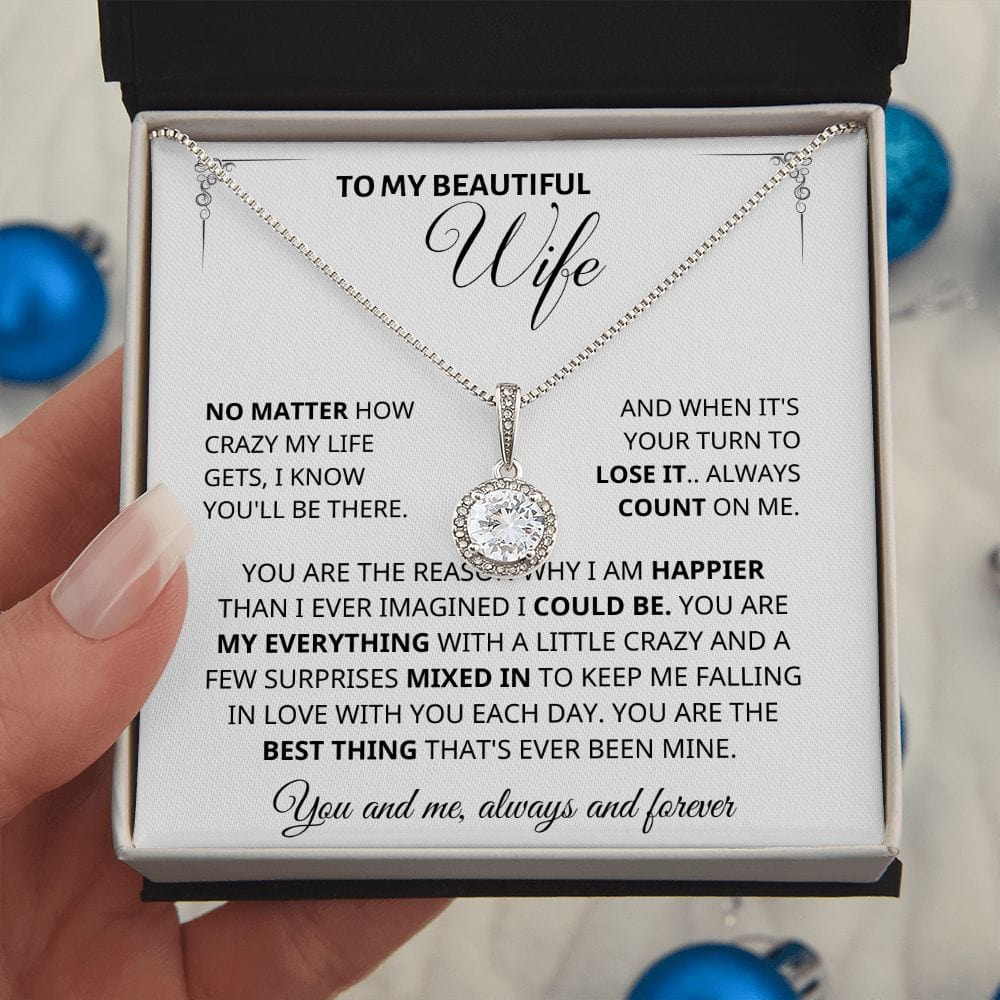 TO MY BEAUTIFUL
Wife
NO MATTER HOW
CRAZY MY LIFE
GETS, I KNOW
YOU'LL BE THERE.
AND WHEN IT'S
YOUR TURN TO
LOSE IT.. ALWAYS
COUNT ON ME.
YOU ARE THE REASON WHY I AM HAPPIER
THAN I EVER IMAGINED I COULD BE. YOU ARE
MY EVERYTHING WITH A LITTLE CRAZY AND A
FEW SURPRISES MIXED IN TO KEEP ME FALLING
IN LOVE WITH YOU EACH DAY. YOU ARE THE
BEST THING THAT'S EVER BEEN MINE.
You and me, always and forever